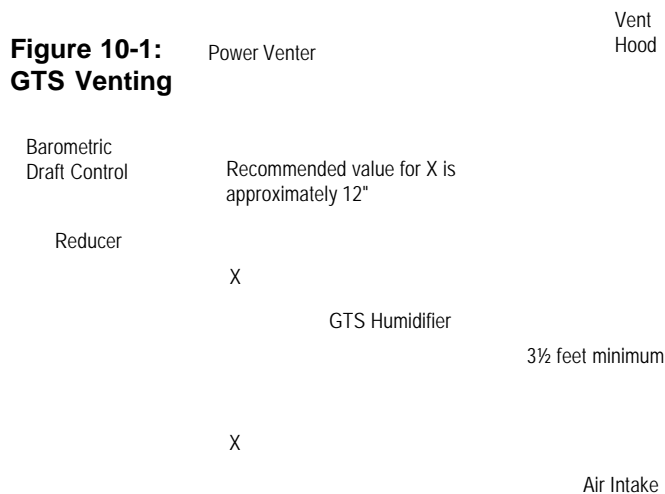 Vent
Hood
Figure 10-1:
GTS Venting
Power Venter
Barometric
Draft Control
Recommended value for X is
approximately 12"
Reducer
X
GTS Humidifier
3½ feet minimum
X
Air Intake